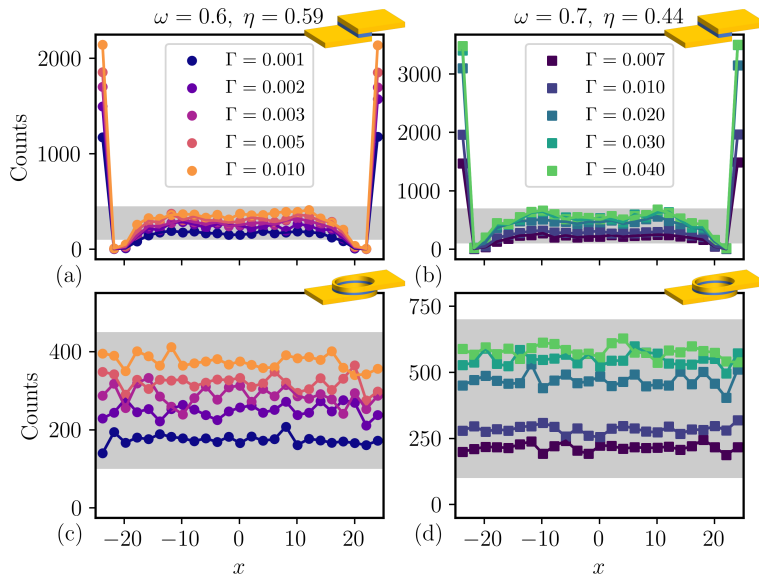 ω = 0.6, η = 0.59
ω = 0.7, η = 0.44
Counts
2000
1000
0
Γ = 0.001
Γ = 0.002
Γ = 0.003
Γ = 0.005
Γ = 0.010
(a)
3000
2000
1000
0
Γ = 0.007
Γ = 0.010
Γ = 0.020
Γ = 0.030
Γ = 0.040
(b)
Counts
400
200
0
−20 −10 0 10 20
x
(c)
750
500
250
0
−20 −10 0 10 20
x
(d)